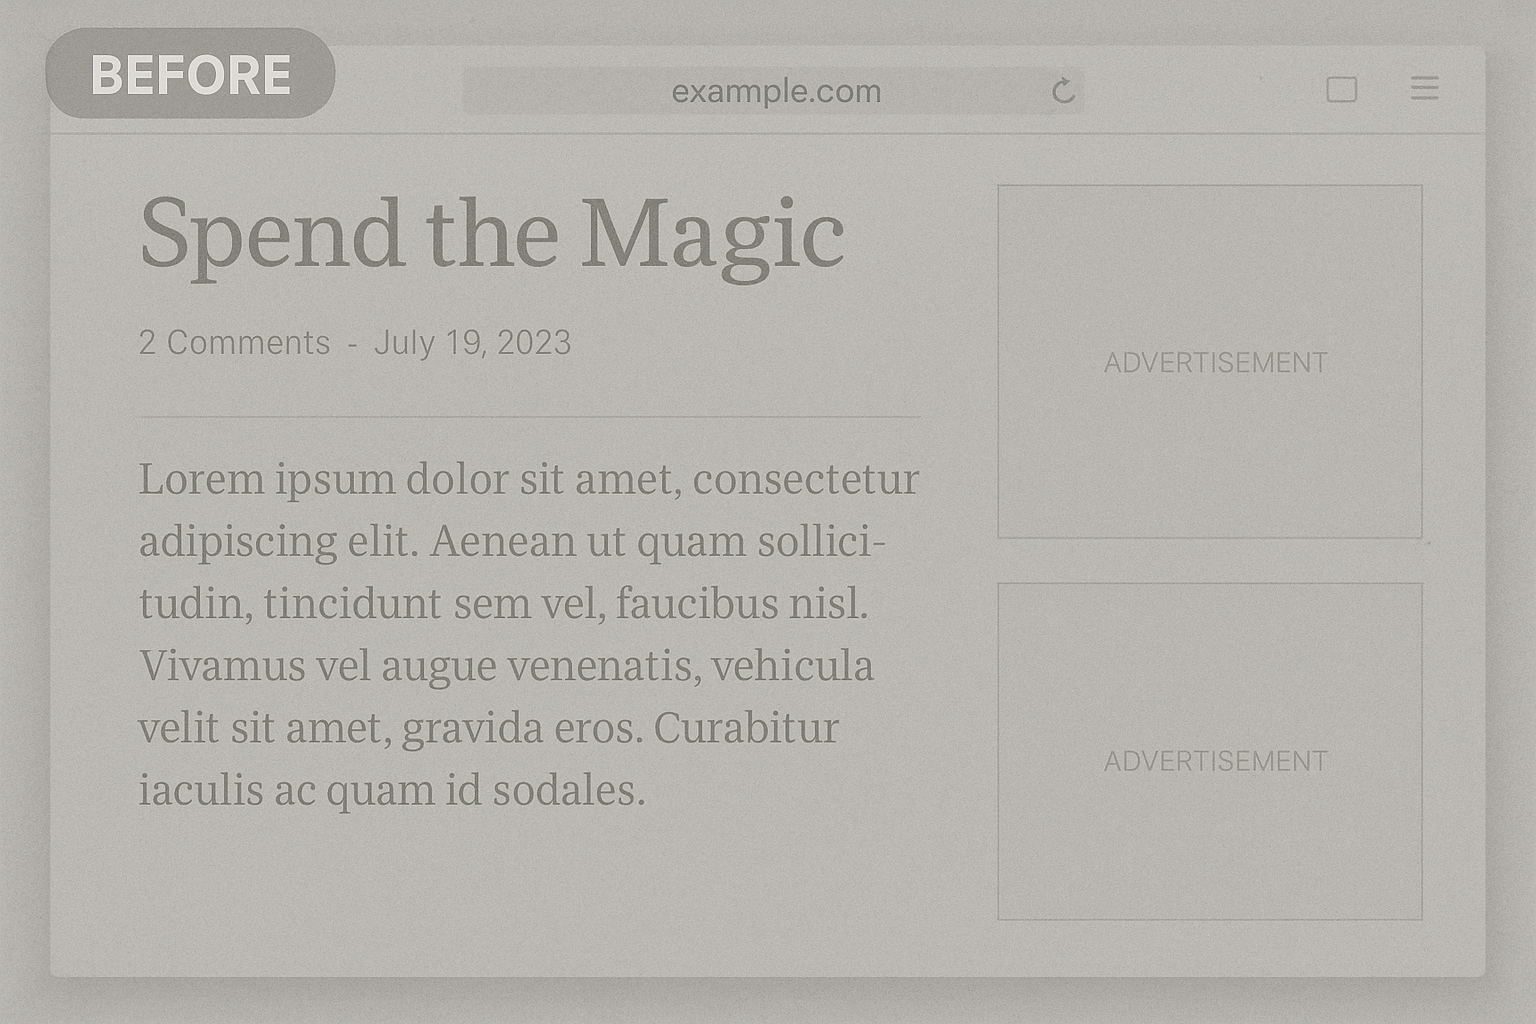 BEFORE
example.com
Spend the Magic
2 Comments - July 19, 2023
Lorem ipsum dolor sit amet, consectetur
adipiscing elit. Aenean ut quam sollici-
tudin, tincidunt sem vel, faucibus nisl.
Vivamus vel augue venenatis, vehicula
velit sit amet, gravida eros. Curabitur
iaculis ac quam id sodales.
ADVERTISEMENT
ADVERTISEMENT